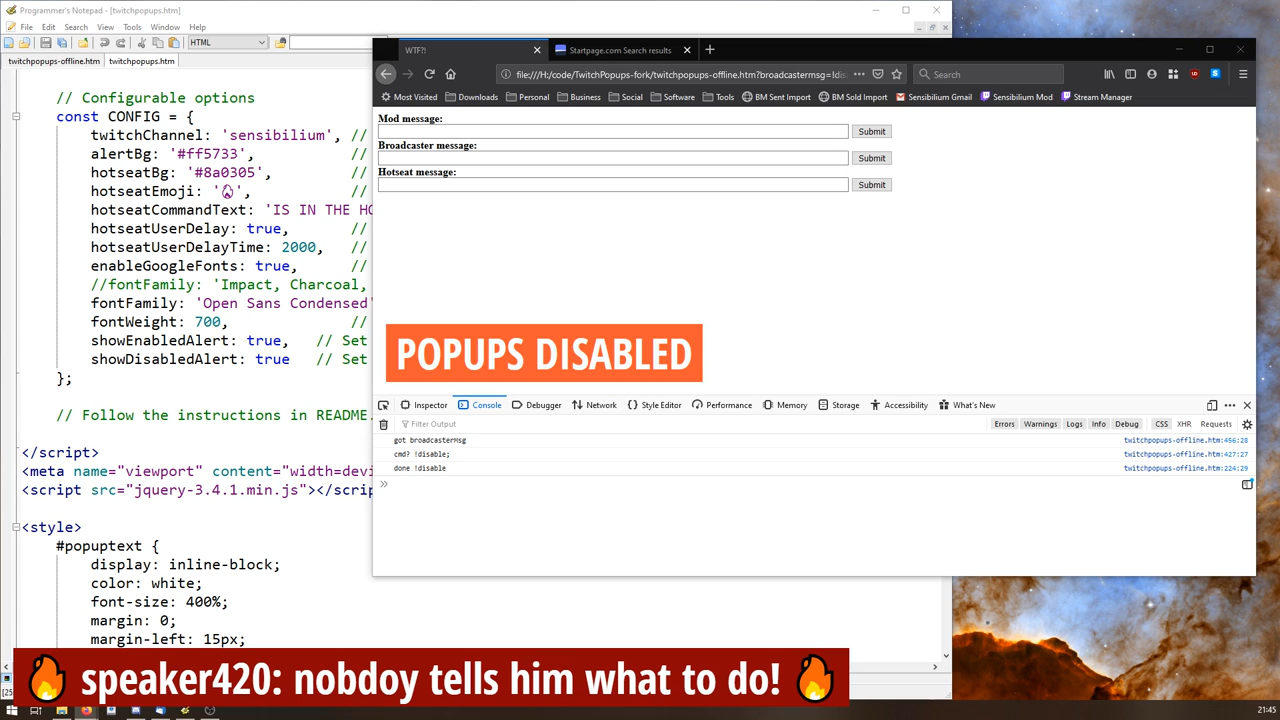 Programmer's Notepad - [twitchpopups.htm]
File Edit Search View Tools Window Help
HTML
twitchpopups-offline.htm twitchpopups.htm
// Configurable options
const CONFIG = {
twitchChannel: 'sensibilium', //
alertBg: '#ff5733', //
hotseatBg: '#8a0305', //
hotseatEmoji: '🔥', //
hotseatCommandText: 'IS IN THE HO
hotseatUserDelay: true, //
hotseatUserDelayTime: 2000, //
enableGoogleFonts: true, //
//fontFamily: 'Impact, Charcoal,
fontFamily: 'Open Sans Condensed'
fontWeight: 700, //
showEnabledAlert: true, // Set
showDisabledAlert: true // Set
};
// Follow the instructions in README.
</script>
<meta name="viewport" content="width=devi
<script src="jquery-3.4.1.min.js"></scrip
<style>
#popuptext {
display: inline-block;
color: white;
font-size: 400%;
margin: 0;
margin-left: 15px;
WTF?! Startpage.com Search results
file:///H:/code/TwitchPopups-fork/twitchpopups-offline.htm?broadcastermsg=!dis Search
Most Visited Downloads Personal Business Social Software Tools BM Sent Import BM Sold Import Sensibilium Gmail Sensibilium Mod Stream Manager
Mod message:
Submit
Broadcaster message:
Submit
Hotseat message:
Submit
POPUPS DISABLED
Inspector Console Debugger Network Style Editor Performance Memory Storage Accessibility What's New
Filter Output Errors Warnings Logs Info Debug CSS XHR Requests
got broadcasterMsg twitchpopups-offline.htm:456:28
cmd? !disable; twitchpopups-offline.htm:427:27
done !disable twitchpopups-offline.htm:224:29
🔥 speaker420: nobdoy tells him what to do! 🔥
21:45